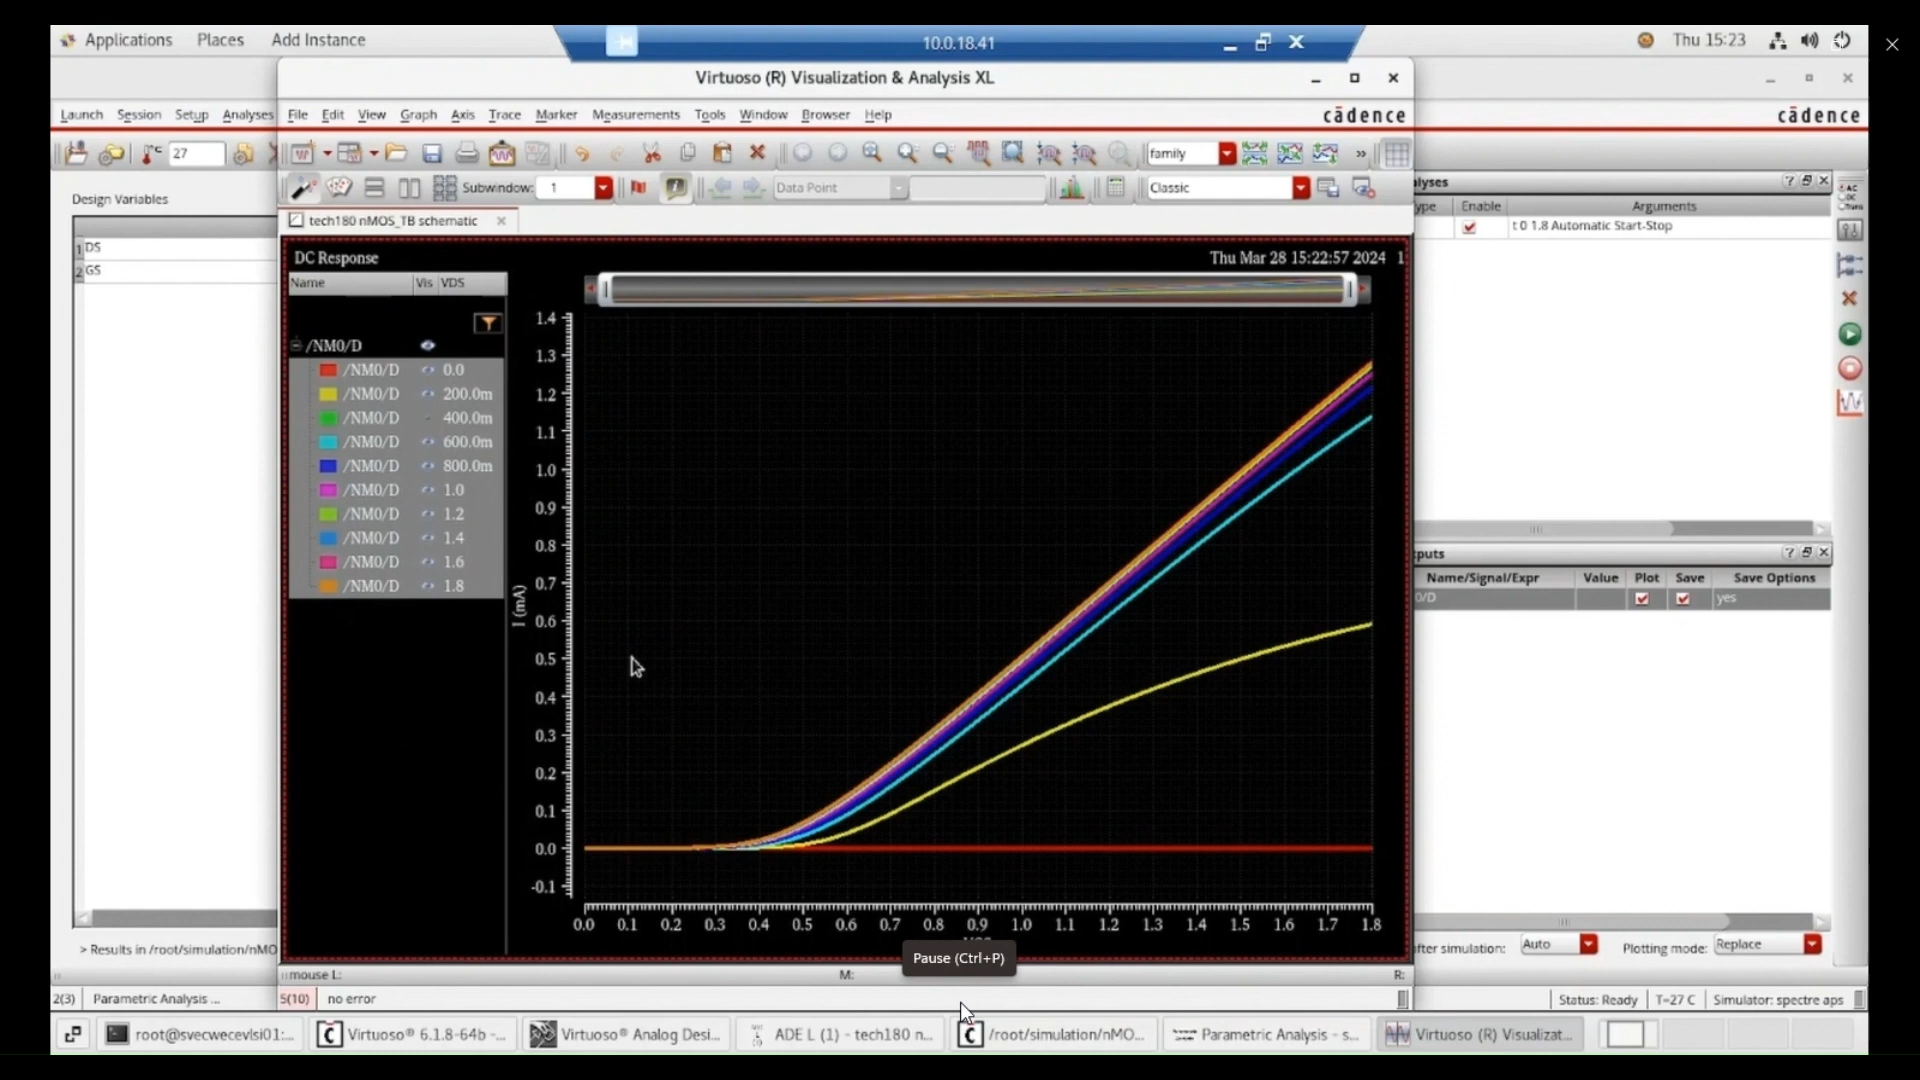 Applications Places Add Instance
10.0.18.41
Thu 15:23
Virtuoso (R) Visualization & Analysis XL
Launch Session Setup Analyses
File Edit View Graph Axis Trace Marker Measurements Tools Window Browser Help
cādence
cādence
27
family
Subwindow: 1
Data Point
Classic
Design Variables
tech180 nMOS_TB schematic
DC Response
Thu Mar 28 15:22:57 2024 1
Name Vis VDS
1 DS
2 GS
/NM0/D
/NM0/D 0.0
/NM0/D 200.0m
/NM0/D 400.0m
/NM0/D 600.0m
/NM0/D 800.0m
/NM0/D 1.0
/NM0/D 1.2
/NM0/D 1.4
/NM0/D 1.6
/NM0/D 1.8
I (mA)
1.4
1.3
1.2
1.1
1.0
0.9
0.8
0.7
0.6
0.5
0.4
0.3
0.2
0.1
0.0
-0.1
0.0 0.1 0.2 0.3 0.4 0.5 0.6 0.7 0.8 0.9 1.0 1.1 1.2 1.3 1.4 1.5 1.6 1.7 1.8
Pause (Ctrl+P)
alyses
ype Enable Arguments
t 0 1.8 Automatic Start-Stop
puts
Name/Signal/Expr Value Plot Save Save Options
0/D yes
> Results in /root/simulation/nMO
fter simulation: Auto Plotting mode: Replace
mouse L: M: R:
2(3) Parametric Analysis ...
5(10) no error
Status: Ready T=27 C Simulator: spectre aps
root@svecwecevlsi01:...
Virtuoso® 6.1.8-64b -...
Virtuoso® Analog Desi...
ADE L (1) - tech180 n...
/root/simulation/nMO...
Parametric Analysis - s...
Virtuoso (R) Visualizat...